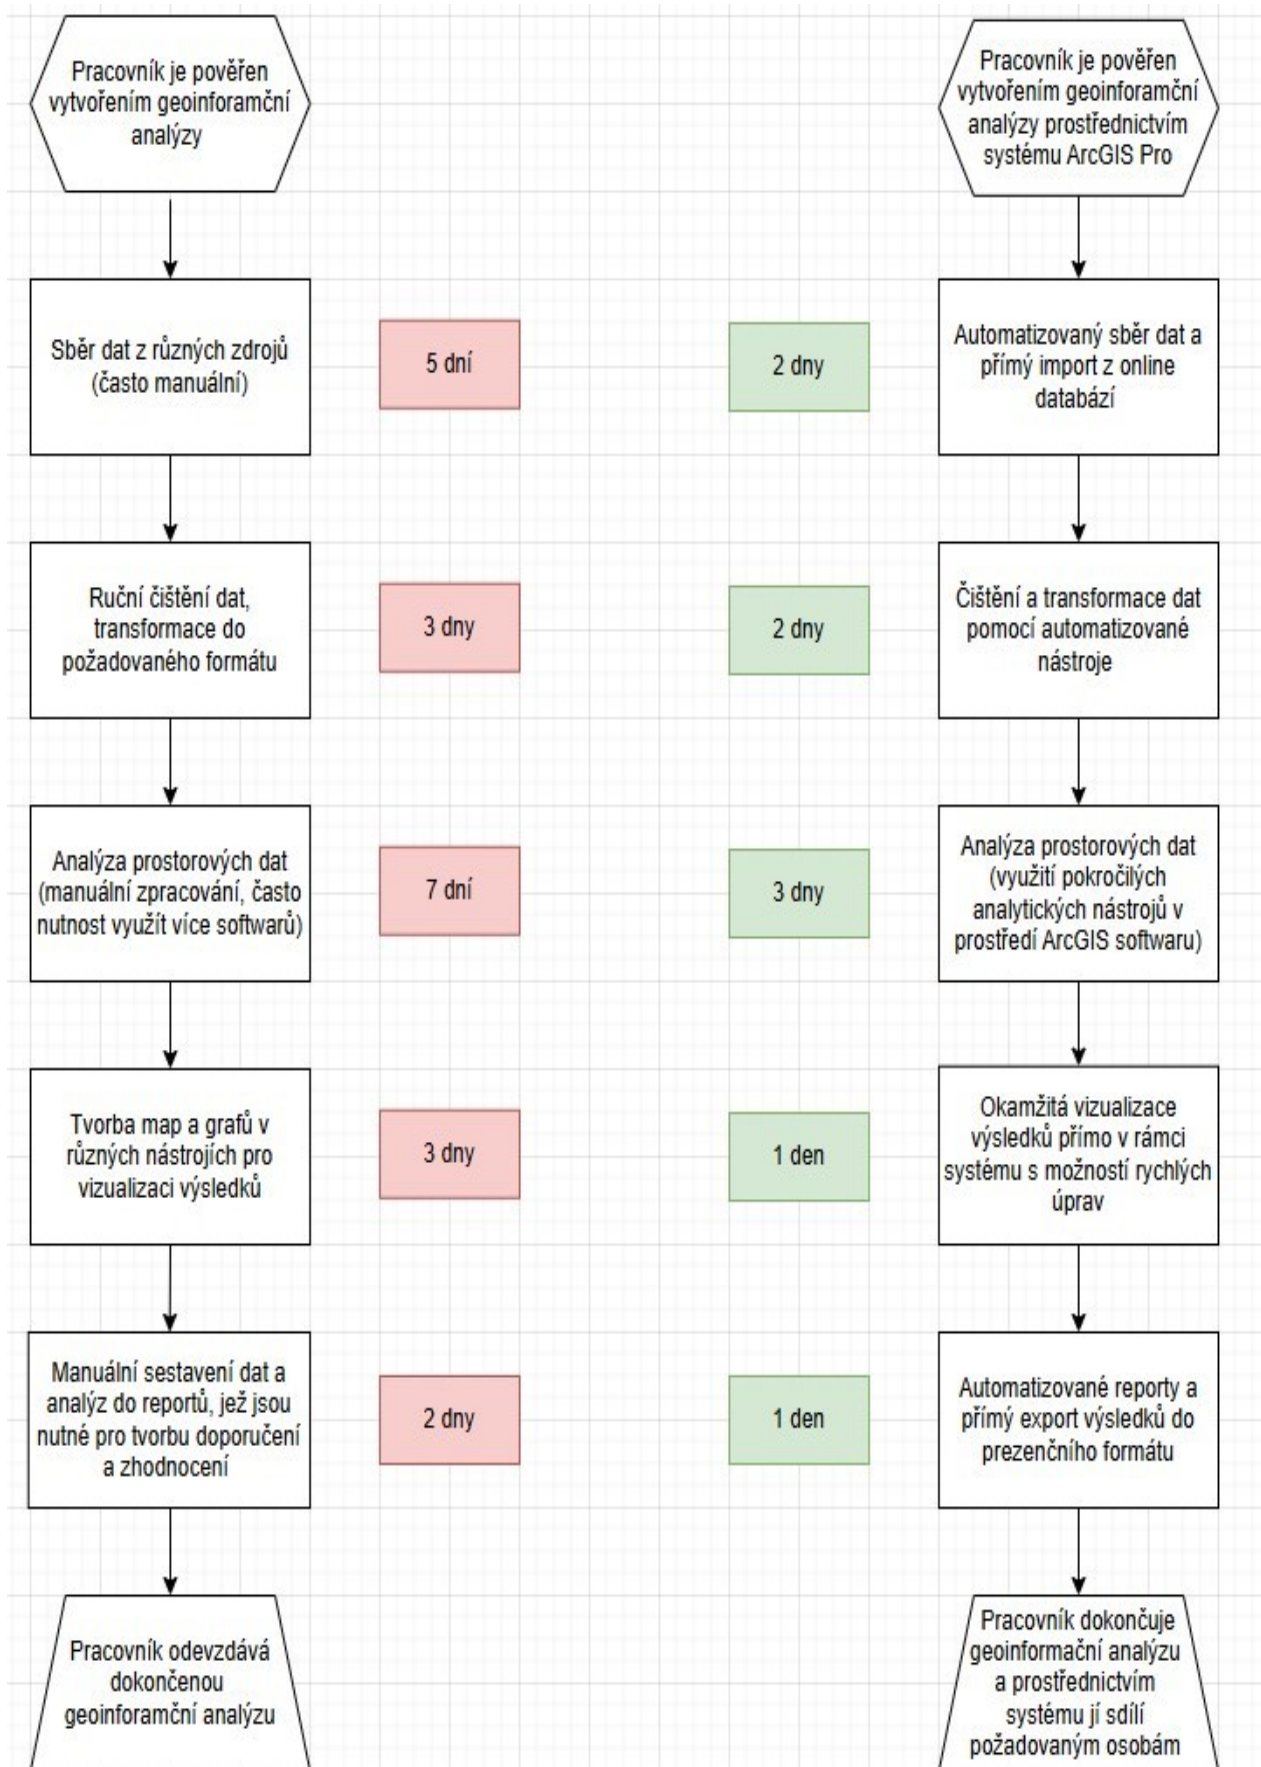 Pracovník je pověřen
vytvořením geoinforamční
analýzy
Pracovník je pověřen
vytvořením geoinforamční
analýzy prostřednictvím
systému ArcGIS Pro
Sběr dat z různých zdrojů
(často manuální)
5 dní
2 dny
Automatizovaný sběr dat a
přímý import z online
databází
Ruční čištění dat,
transformace do
požadovaného formátu
3 dny
2 dny
Čištění a transformace dat
pomocí automatizované
nástroje
Analýza prostorových dat
(manuální zpracování, často
nutnost využít více softwarů)
7 dní
3 dny
Analýza prostorových dat
(využití pokročilých
analytických nástrojů v
prostředí ArcGIS softwaru)
Tvorba map a grafů v
různých nástrojích pro
vizualizaci výsledků
3 dny
1 den
Okamžitá vizualizace
výsledků přímo v rámci
systému s možností rychlých
úprav
Manuální sestavení dat a
analýz do reportů, jež jsou
nutné pro tvorbu doporučení
a zhodnocení
2 dny
1 den
Automatizované reporty a
přímý export výsledků do
prezenčního formátu
Pracovník odevzdává
dokončenou
geoinforamční analýzu
Pracovník dokončuje
geoinformační analýzu
a prostřednictvím
systému jí sdílí
požadovaným osobám